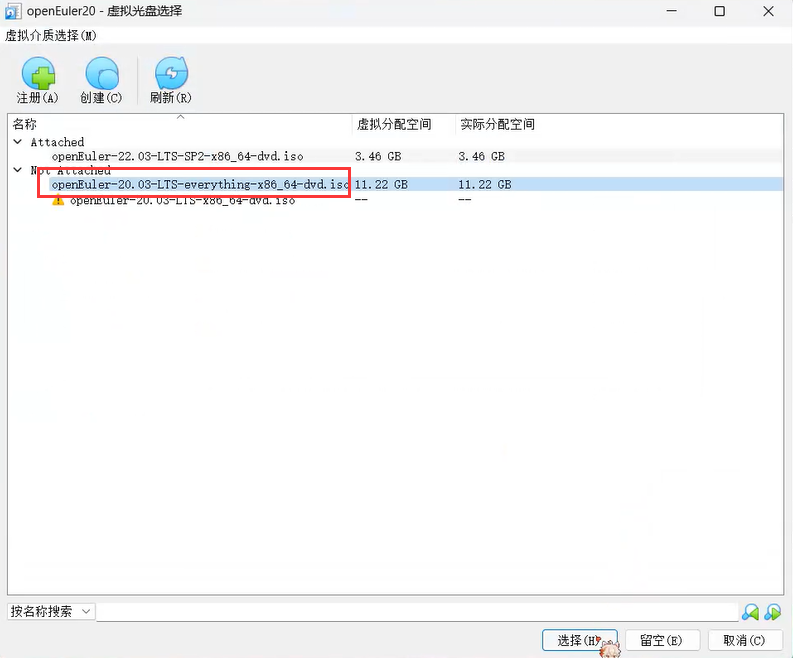 openEuler20 - 虚拟光盘选择
虚拟介质选择(M)
注册(A) 创建(C) 刷新(R)
名称 虚拟分配空间 实际分配空间
Attached
openEuler-22.03-LTS-SP2-x86_64-dvd.iso 3.46 GB 3.46 GB
Not Attached
openEuler-20.03-LTS-everything-x86_64-dvd.iso 11.22 GB 11.22 GB
openEuler-20.03-LTS-x86_64-dvd.iso -- --
按名称搜索
选择(H) 留空(E) 取消(C)